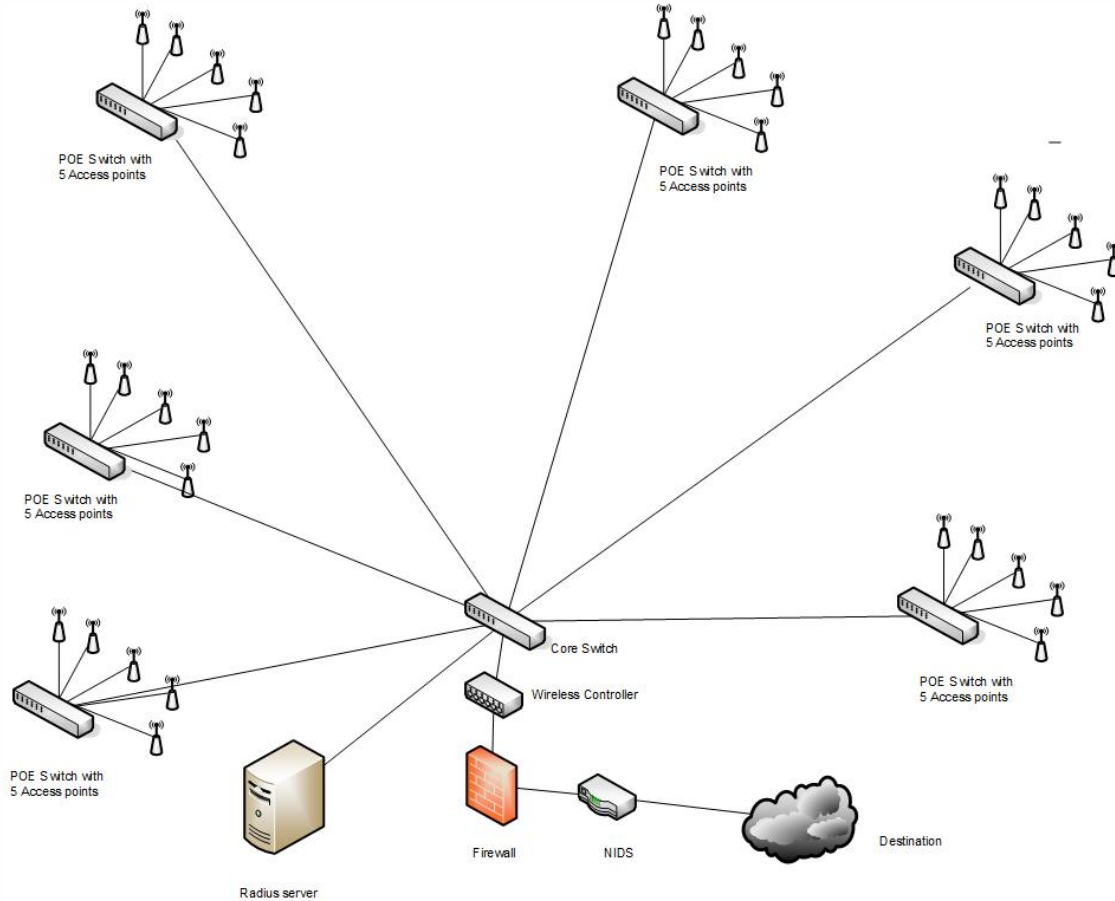 POE Switch with
5 Access points
POE Switch with
5 Access points
POE Switch with
5 Access points
POE Switch with
5 Access points
Core Switch
POE Switch with
5 Access points
Wireless Controller
POE Switch with
5 Access points
Firewall
NIDS
Destination
Radius server